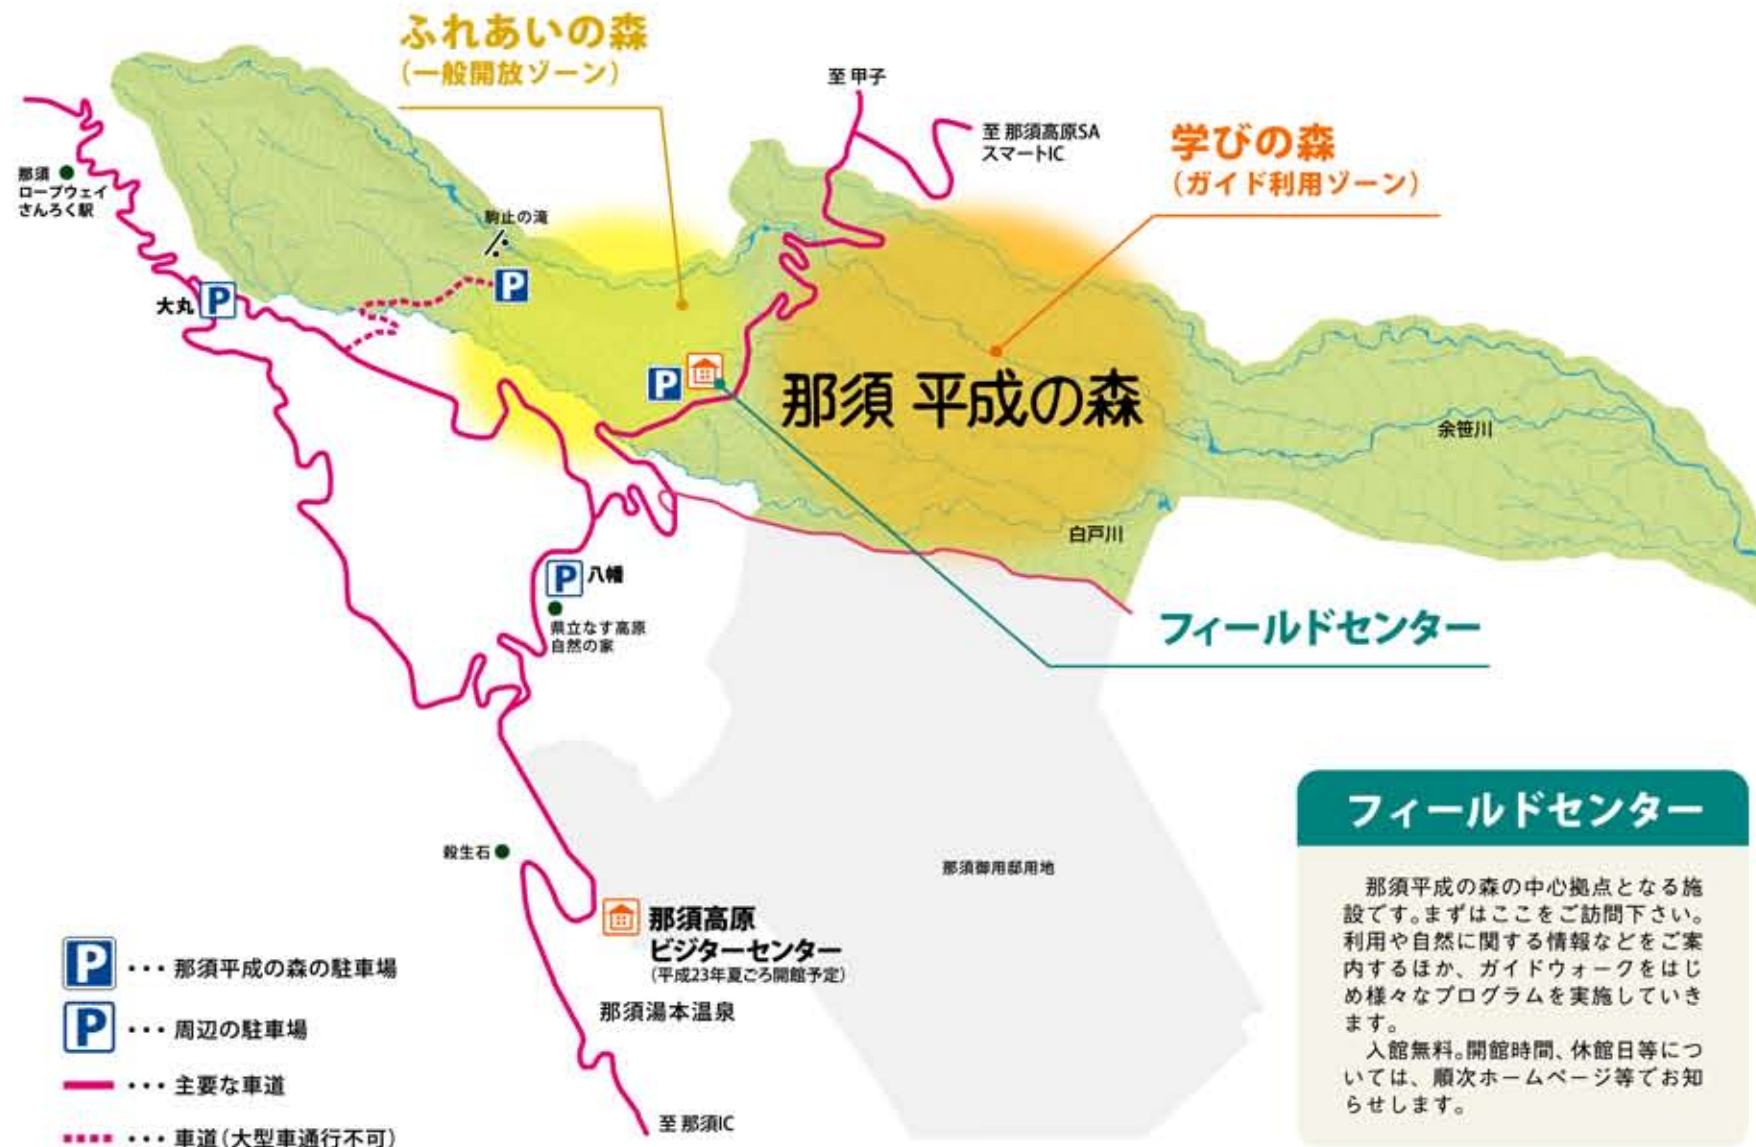 ふれあいの森
(一般開放ゾーン)
至 甲子
至 那須高原SA
スマートIC
学びの森
(ガイド利用ゾーン)
那須
ロープウェイ
さんろく駅
駒止の滝
P
大丸 P
P
那須 平成の森
余笹川
白戸川
P 八幡
県立なす高原
自然の家
フィールドセンター
殺生石
那須御用邸用地
那須高原
ビジターセンター
(平成23年夏ごろ開館予定)
那須湯本温泉
至 那須IC
P ・・・ 那須平成の森の駐車場
P ・・・ 周辺の駐車場
・・・ 主要な車道
・・・ 車道(大型車通行不可)
フィールドセンター
那須平成の森の中心拠点となる施
設です。まずはここをご訪問下さい。
利用や自然に関する情報などをご案
内するほか、ガイドウォークをはじ
め様々なプログラムを実施していき
ます。
入館無料。開館時間、休館日等につ
いては、順次ホームページ等でお知
らせします。